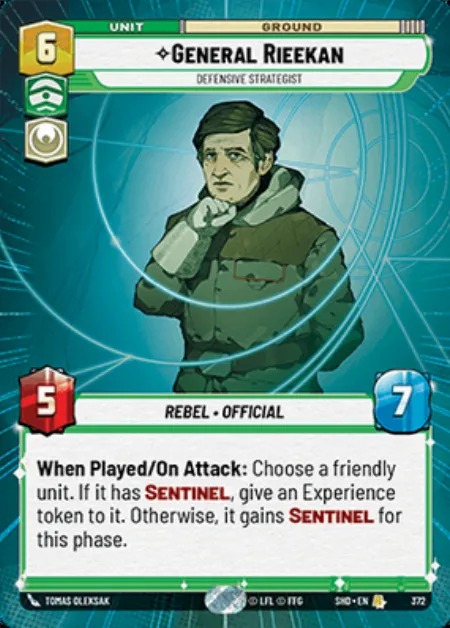 6
UNIT
GROUND
✧GENERAL RIEEKAN
DEFENSIVE STRATEGIST
5
7
REBEL • OFFICIAL
When Played/On Attack: Choose a friendly
unit. If it has SENTINEL, give an Experience
token to it. Otherwise, it gains SENTINEL for
this phase.
TOMAS OLEKSAK
© LFL © FFG
SHD • EN
372